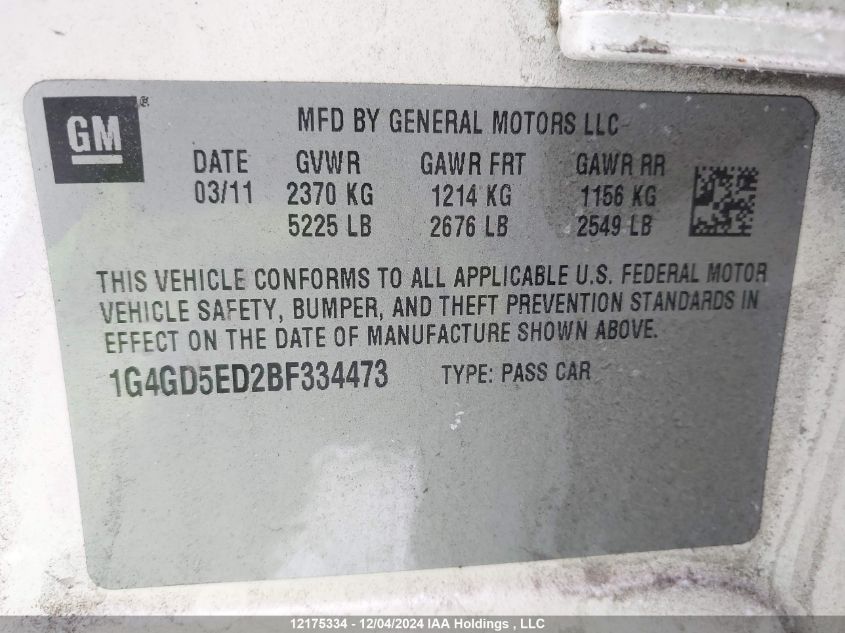 GM®
MFD BY GENERAL MOTORS LLC
DATE GVWR GAWR FRT GAWR RR
03/11 2370 KG 1214 KG 1156 KG
5225 LB 2676 LB 2549 LB
THIS VEHICLE CONFORMS TO ALL APPLICABLE U.S. FEDERAL MOTOR
VEHICLE SAFETY, BUMPER, AND THEFT PREVENTION STANDARDS IN
EFFECT ON THE DATE OF MANUFACTURE SHOWN ABOVE.
1G4GD5ED2BF334473 TYPE: PASS CAR
12175334 - 12/04/2024 IAA Holdings , LLC